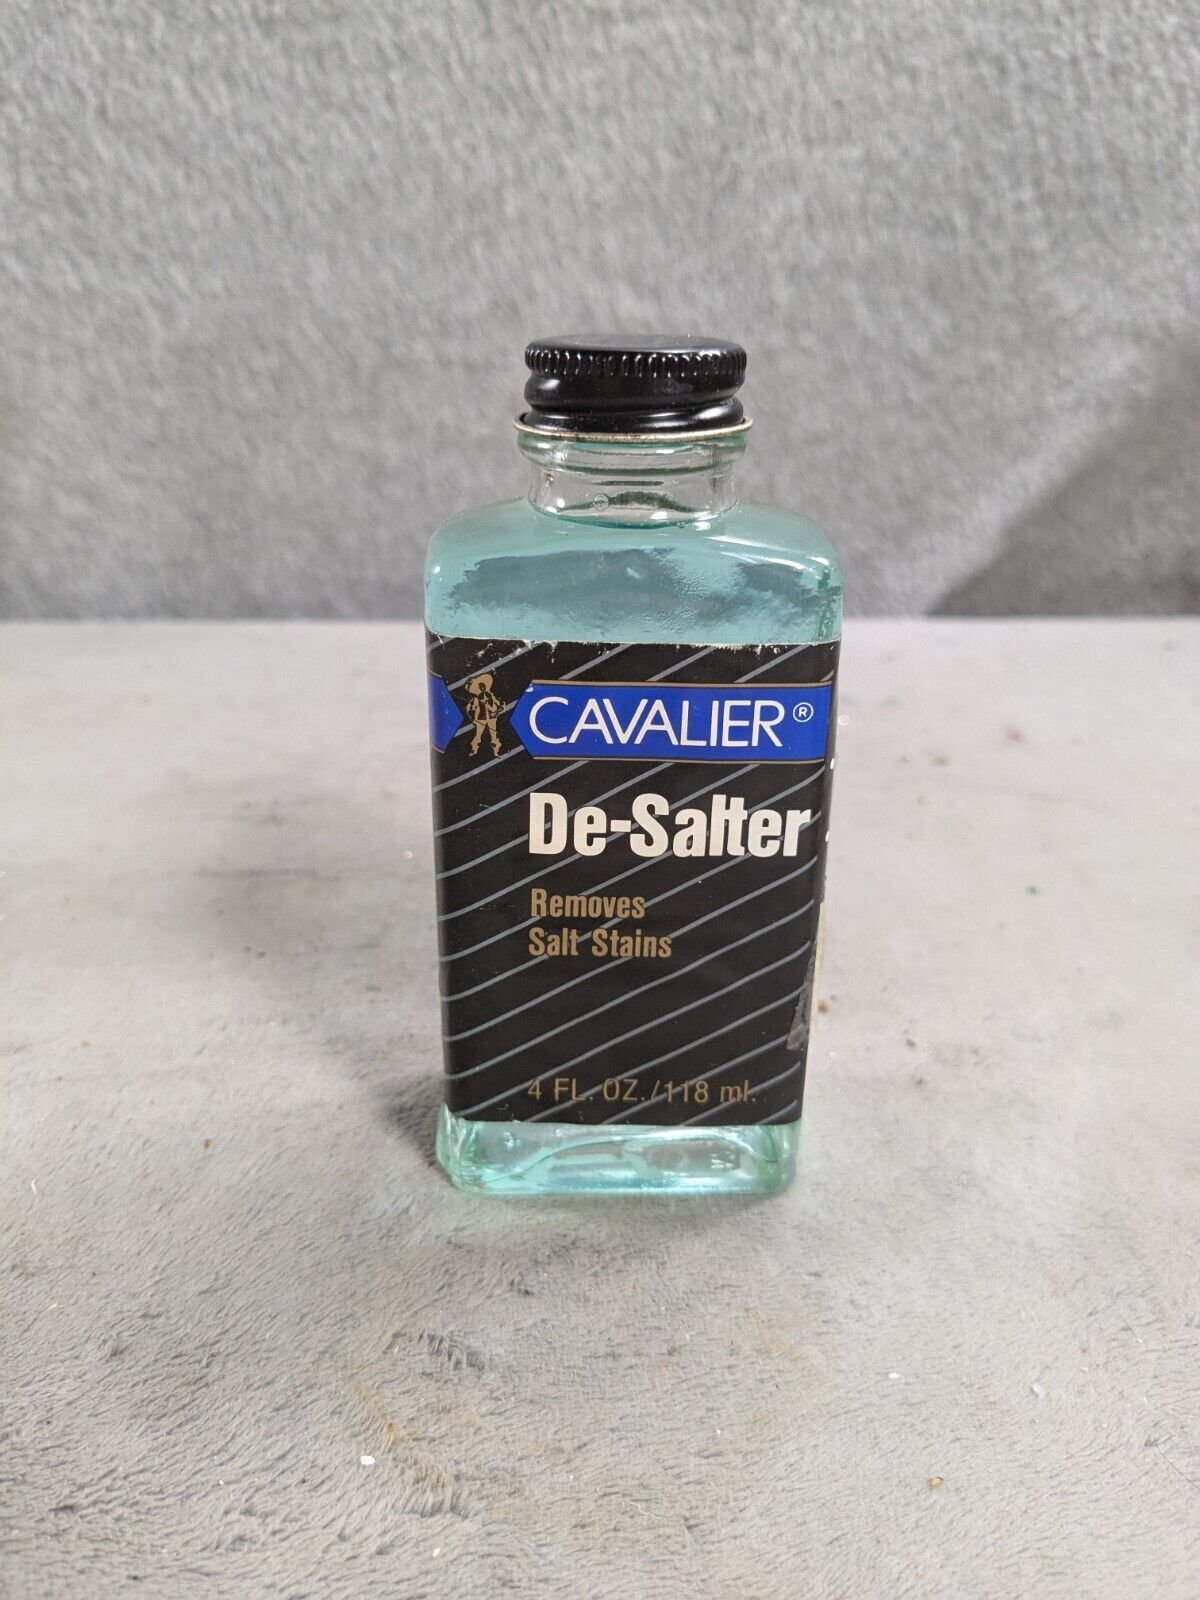 CAVALIER®
De-Salter
Removes
Salt Stains
4 FL. OZ./118 ml.